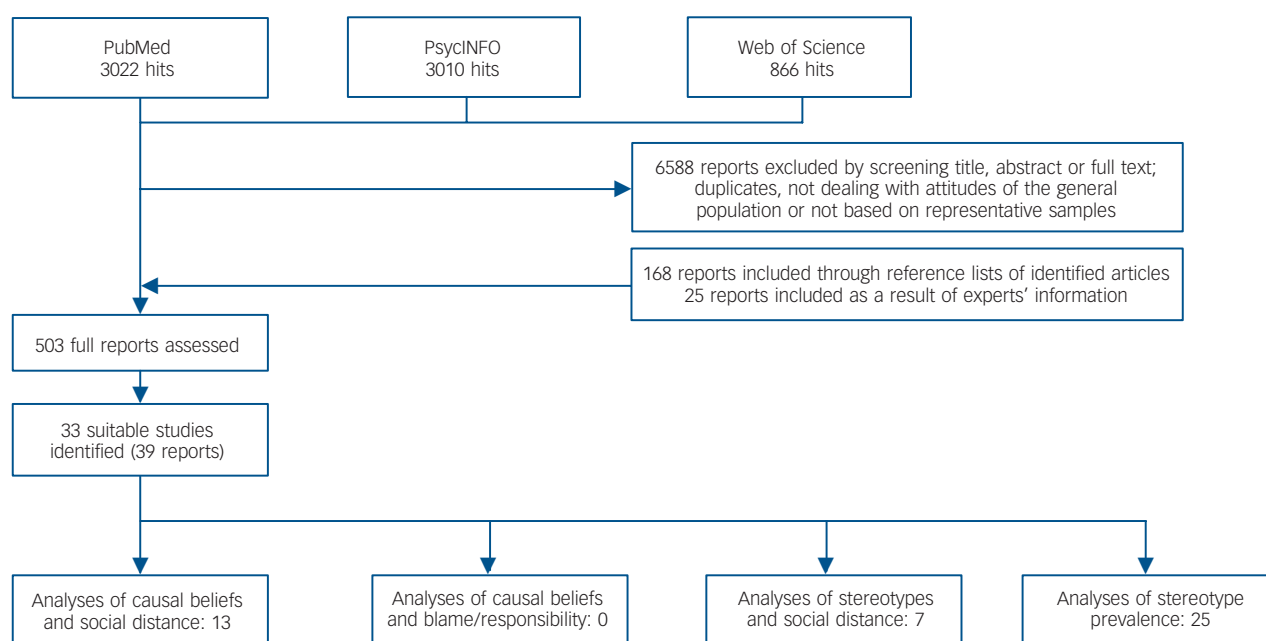 PubMed
3022 hits
PsycINFO
3010 hits
Web of Science
866 hits
6588 reports excluded by screening title, abstract or full text;
duplicates, not dealing with attitudes of the general
population or not based on representative samples
168 reports included through reference lists of identified articles
25 reports included as a result of experts’ information
503 full reports assessed
33 suitable studies
identified (39 reports)
Analyses of causal beliefs
and social distance: 13
Analyses of causal beliefs
and blame/responsibility: 0
Analyses of stereotypes
and social distance: 7
Analyses of stereotype
prevalence: 25